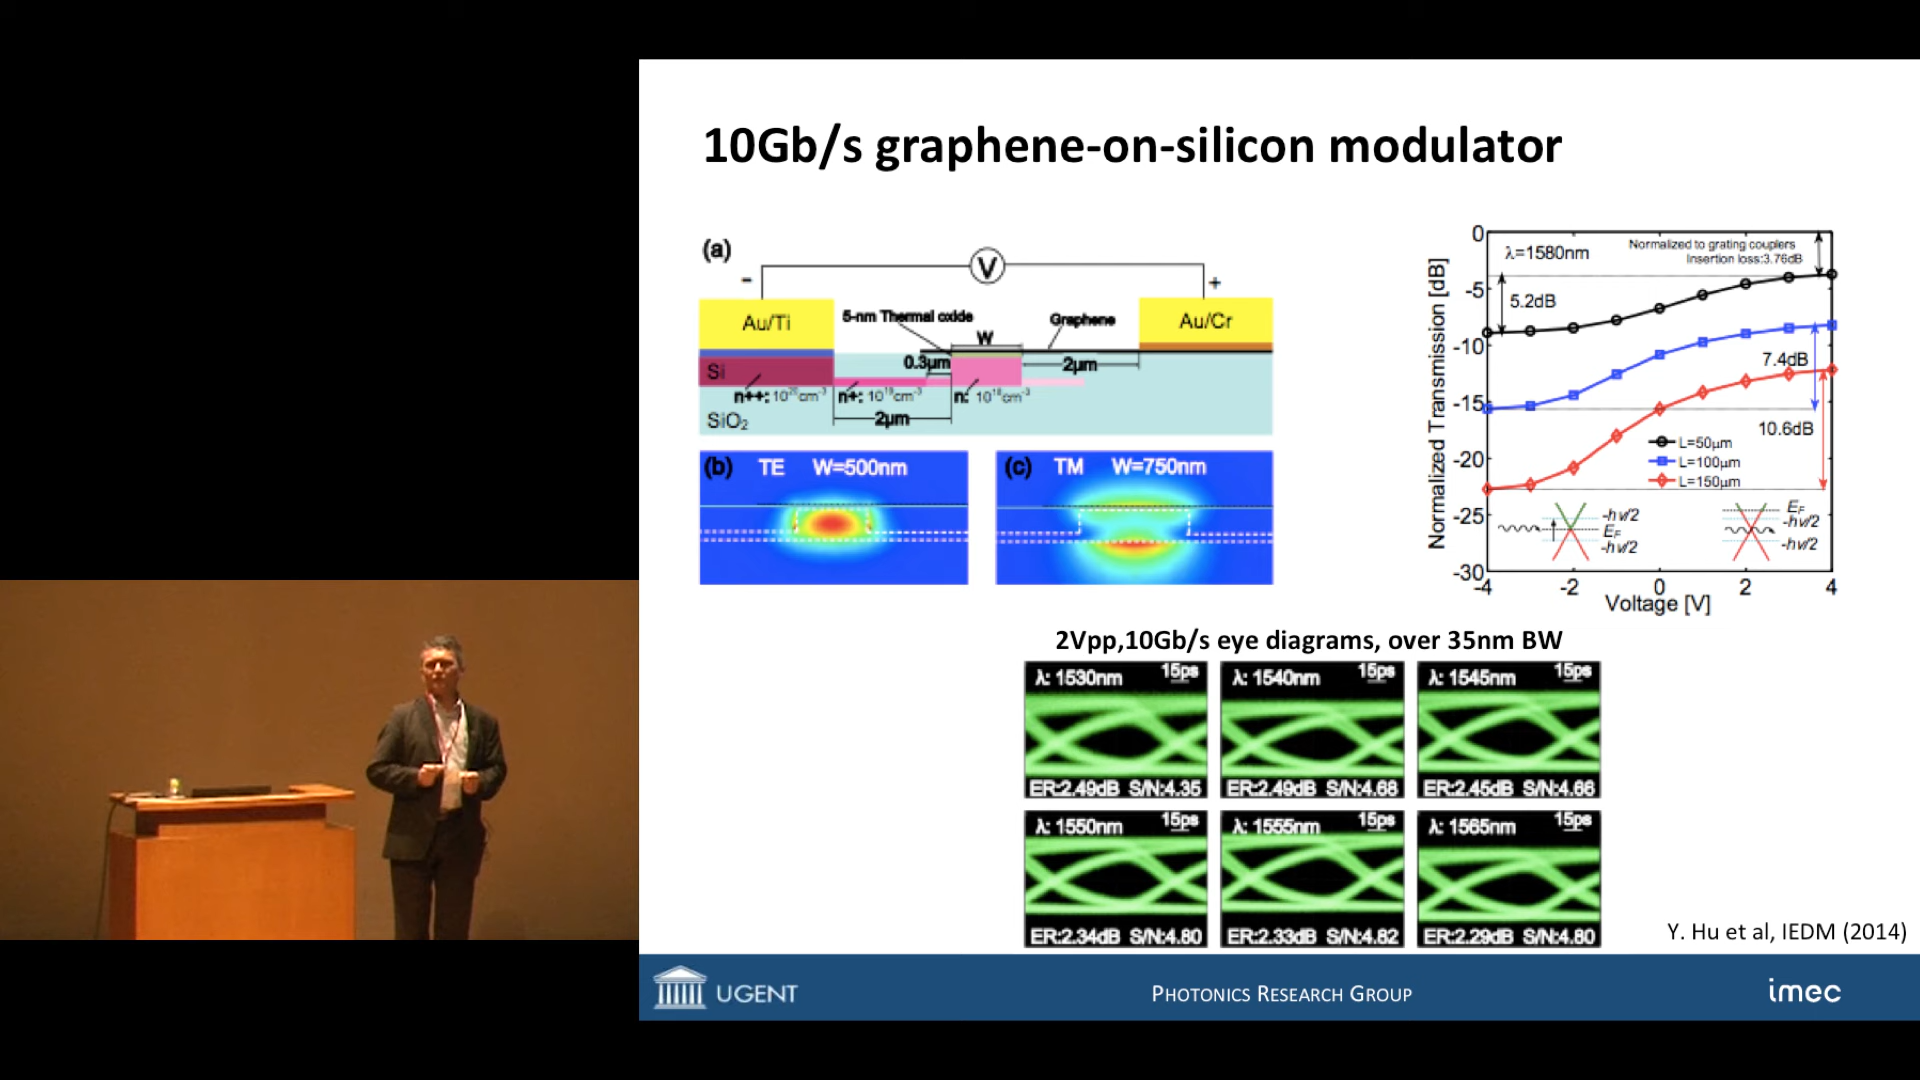 10Gb/s graphene-on-silicon modulator
(a)
V
-
+
Au/Ti
5-nm Thermal oxide
W
Graphene
Au/Cr
0.3µm
2µm
Si
n++: 10²⁰cm⁻³
n+: 10¹⁹cm⁻³
n: 10¹⁸cm⁻³
SiO₂
2µm
(b) TE W=500nm
(c) TM W=750nm
Normalized Transmission [dB]
0
-5
-10
-15
-20
-25
-30
λ=1580nm
Normalized to grating couplers
Insertion loss:3.76dB
5.2dB
7.4dB
10.6dB
L=50µm
L=100µm
L=150µm
-hν/2
E_F
-hν/2
E_F
-hν/2
-hν/2
-4 -2 0 2 4
Voltage [V]
2Vpp,10Gb/s eye diagrams, over 35nm BW
λ: 1530nm 15ps
ER:2.49dB S/N:4.35
λ: 1540nm 15ps
ER:2.49dB S/N:4.68
λ: 1545nm 15ps
ER:2.45dB S/N:4.66
λ: 1550nm 15ps
ER:2.34dB S/N:4.80
λ: 1555nm 15ps
ER:2.33dB S/N:4.82
λ: 1565nm 15ps
ER:2.29dB S/N:4.80
Y. Hu et al, IEDM (2014)
UGENT
PHOTONICS RESEARCH GROUP
imec